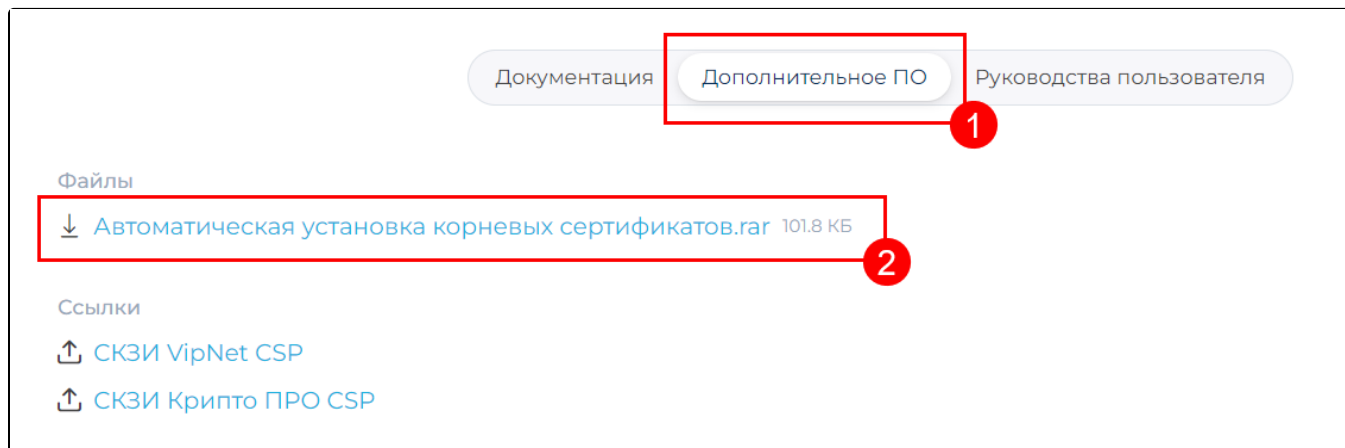 Документация Дополнительное ПО Руководства пользователя
1
Файлы
Автоматическая установка корневых сертификатов.rar 101.8 КБ
2
Ссылки
СКЗИ VipNet CSP
СКЗИ Крипто ПРО CSP